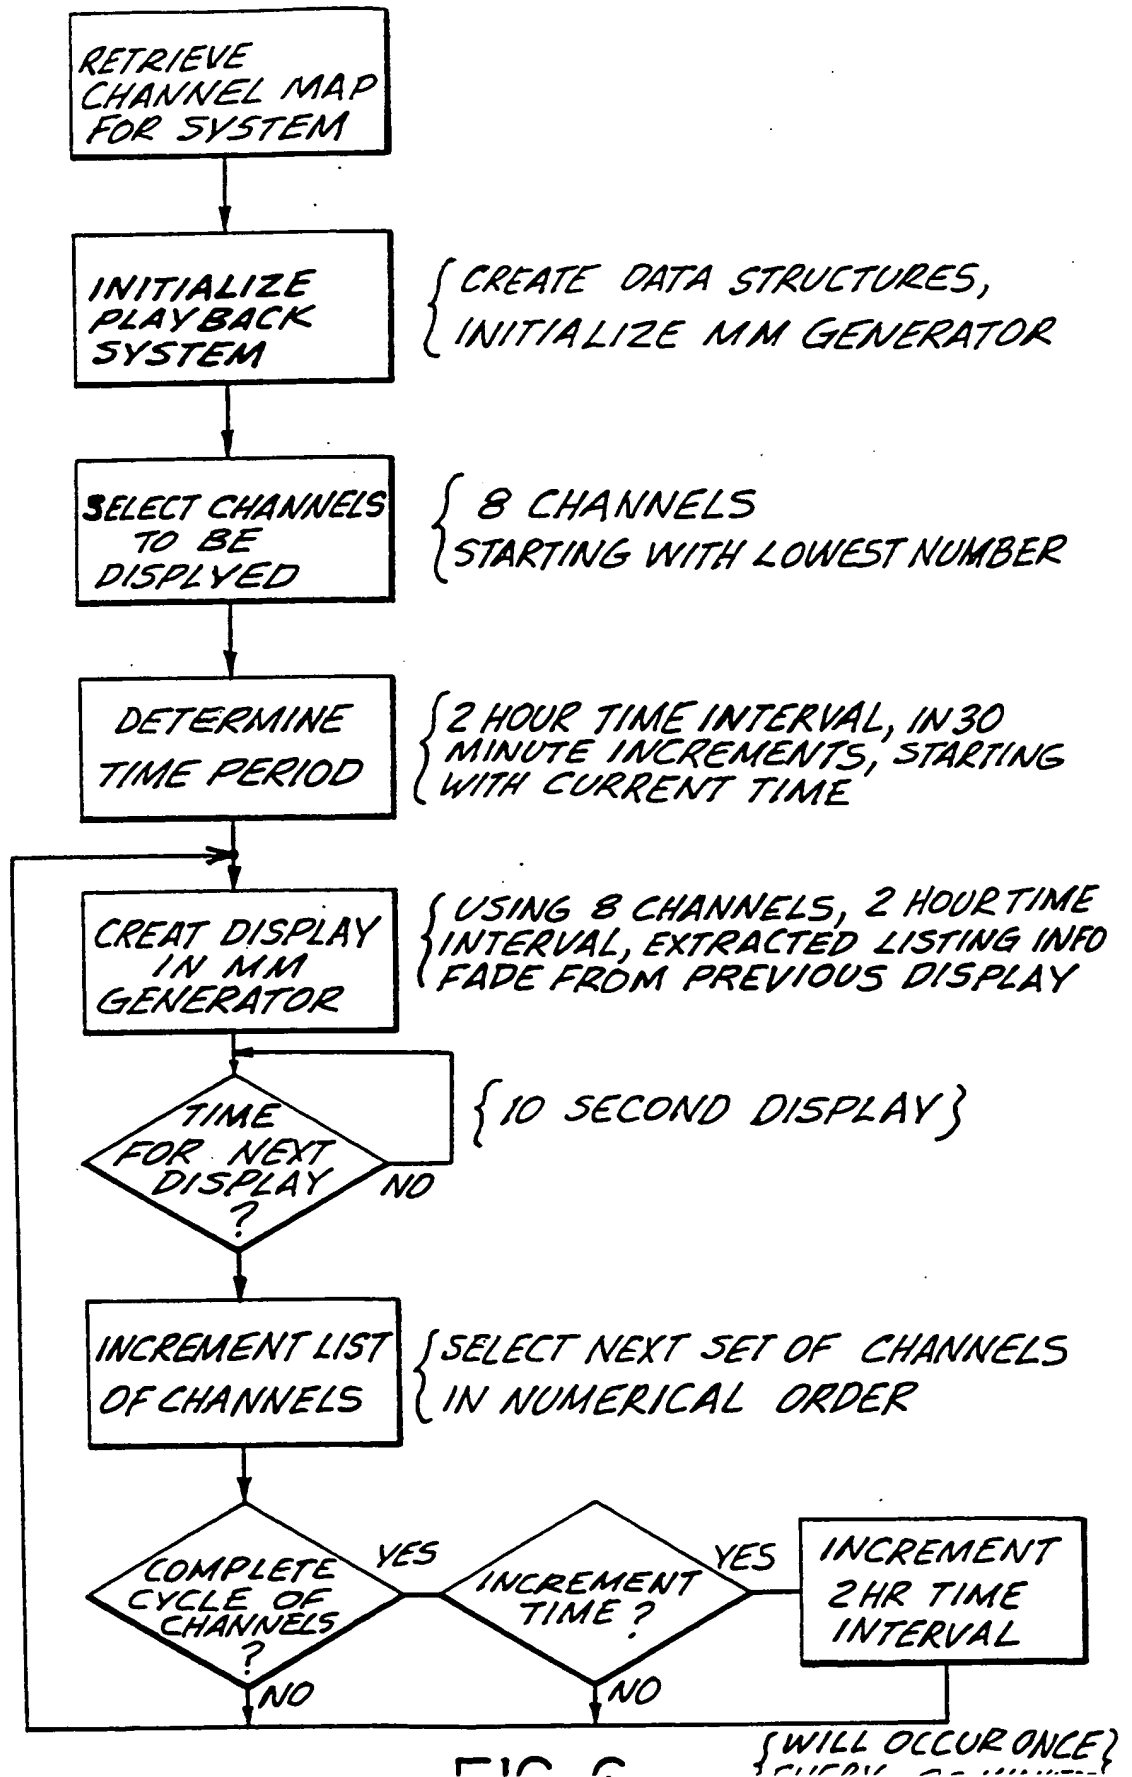 RETRIEVE
CHANNEL MAP
FOR SYSTEM
INITIALIZE
PLAYBACK
SYSTEM
{ CREATE DATA STRUCTURES,
INITIALIZE MM GENERATOR
SELECT CHANNELS
TO BE
DISPLYED
{ 8 CHANNELS
STARTING WITH LOWEST NUMBER
DETERMINE
TIME PERIOD
{ 2 HOUR TIME INTERVAL, IN 30
MINUTE INCREMENTS, STARTING
WITH CURRENT TIME
CREAT DISPLAY
IN MM
GENERATOR
{ USING 8 CHANNELS, 2 HOUR TIME
INTERVAL, EXTRACTED LISTING INFO
FADE FROM PREVIOUS DISPLAY
TIME
FOR NEXT
DISPLAY
?
NO
{ 10 SECOND DISPLAY }
INCREMENT LIST
OF CHANNELS
{ SELECT NEXT SET OF CHANNELS
IN NUMERICAL ORDER
COMPLETE
CYCLE OF
CHANNELS
?
YES
NO
INCREMENT
TIME ?
YES
NO
INCREMENT
2 HR TIME
INTERVAL
{ WILL OCCUR ONCE }
EVERY
FIG